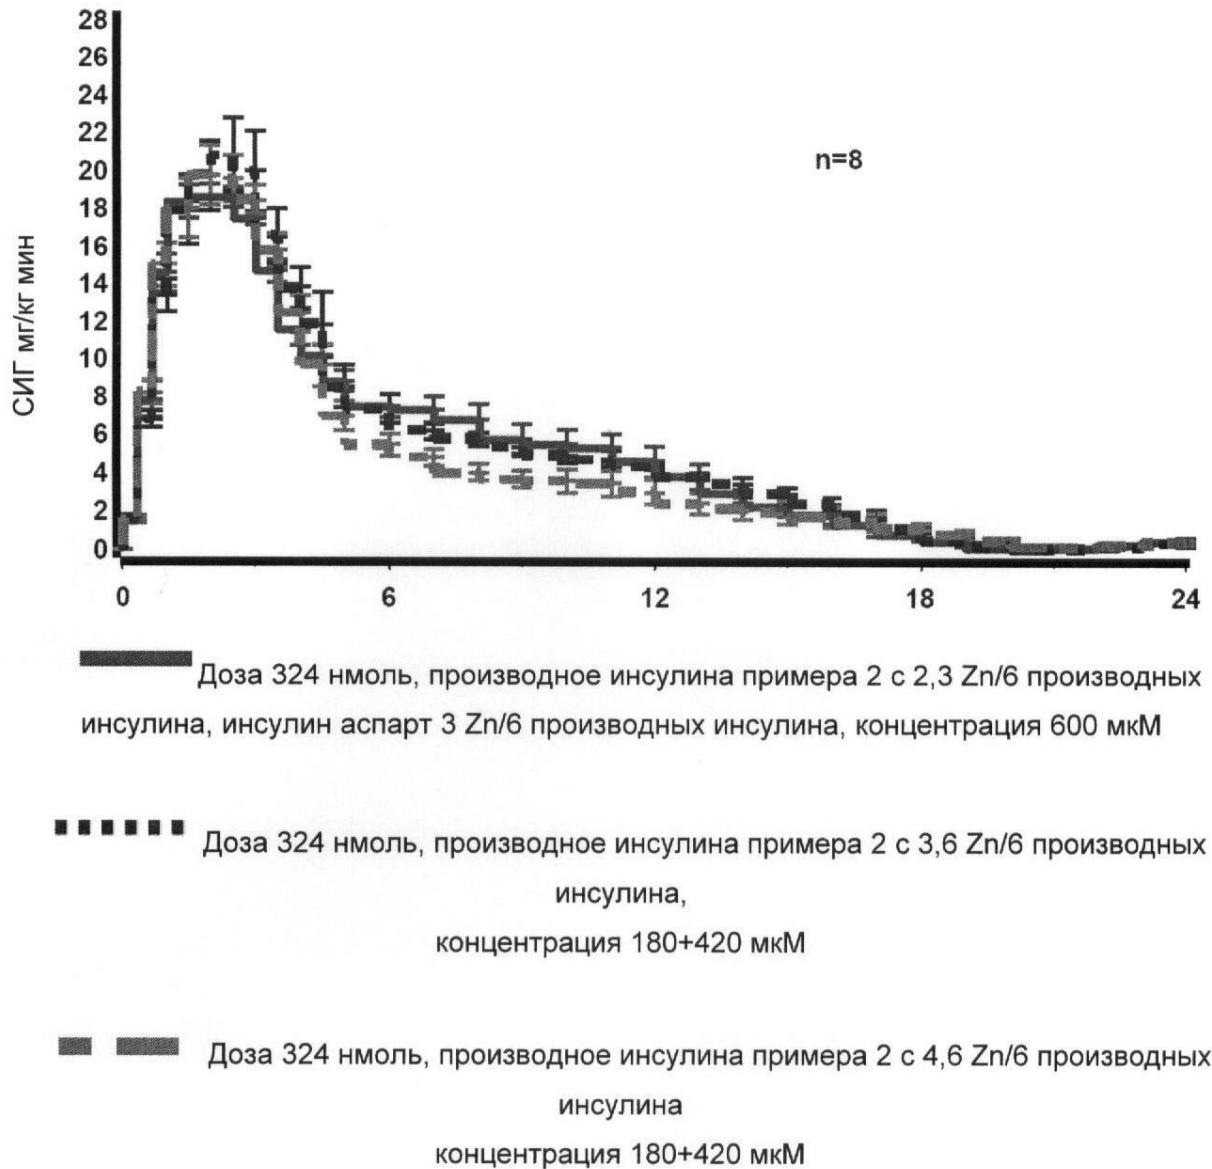 28
26
24
22
20
18
16
14
12
10
8
6
4
2
0
СИГ мг/кг мин
n=8
0 6 12 18 24
Доза 324 нмоль, производное инсулина примера 2 с 2,3 Zn/6 производных
инсулина, инсулин аспарт 3 Zn/6 производных инсулина, концентрация 600 мкМ
Доза 324 нмоль, производное инсулина примера 2 с 3,6 Zn/6 производных
инсулина,
концентрация 180+420 мкМ
Доза 324 нмоль, производное инсулина примера 2 с 4,6 Zn/6 производных
инсулина
концентрация 180+420 мкМ